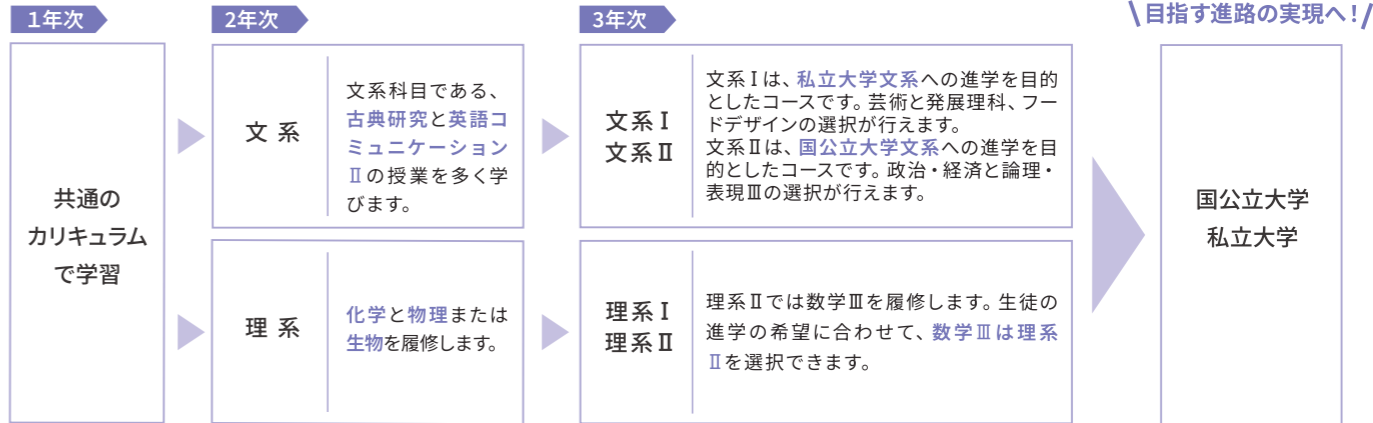 1年次
2年次
3年次
\目指す進路の実現へ!/
共通の
カリキュラム
で学習
文系
文系科目である、
古典研究と英語コ
ミュニケーション
Ⅱの授業を多く学
びます。
文系Ⅰ
文系Ⅱ
文系Ⅰは、私立大学文系への進学を目的
としたコースです。芸術と発展理科、フー
ドデザインの選択が行えます。
文系Ⅱは、国公立大学文系への進学を目
的としたコースです。政治・経済と論理・
表現Ⅲの選択が行えます。
理系
化学と物理または
生物を履修します。
理系Ⅰ
理系Ⅱ
理系Ⅱでは数学Ⅲを履修します。生徒の
進学の希望に合わせて、数学Ⅲは理系
Ⅱを選択できます。
国公立大学
私立大学